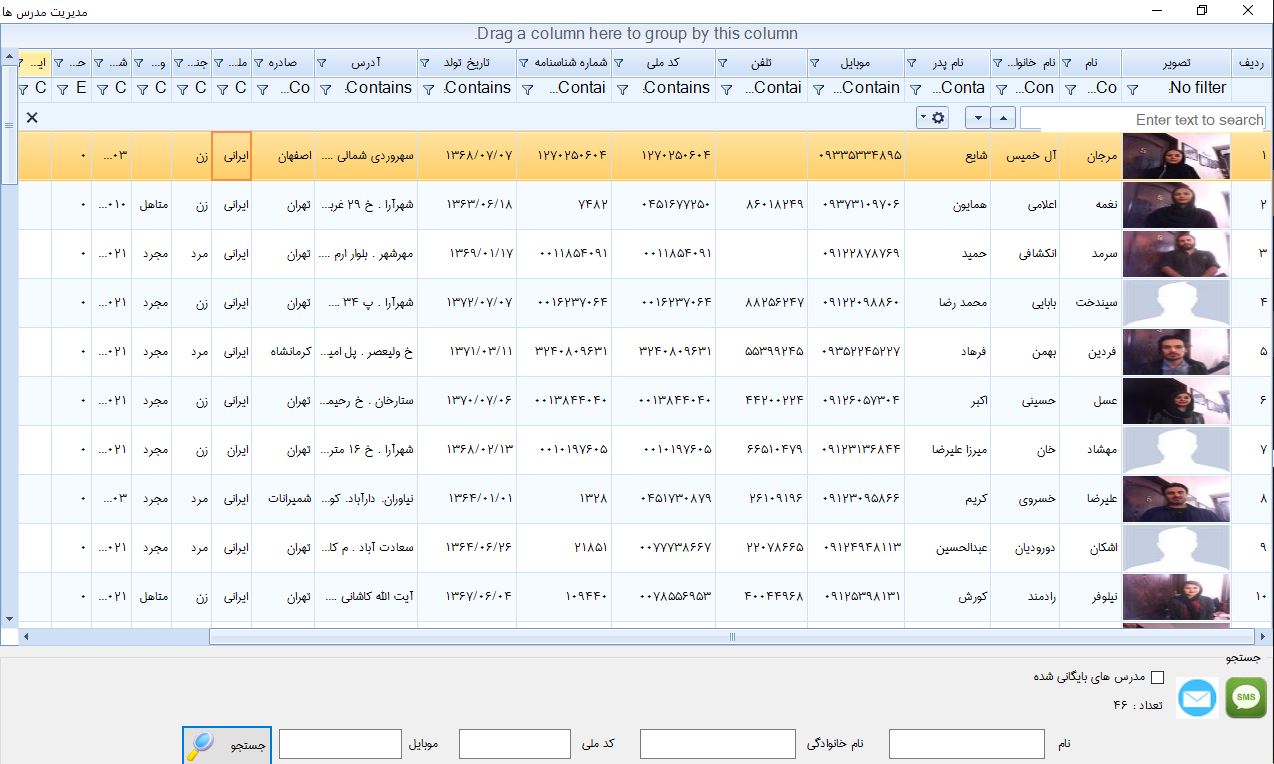 مدیریت مدرس ها
Drag a column here to group by this column.
ردیف تصویر نام نام خانوا... نام پدر موبایل تلفن کد ملی شماره شناسنامه تاریخ تولد آدرس صادره ملـ... جنـ... و... شـ... حـ... ایـ...
No filter. Co... Con... Conta... Contain... Contai... Contains... Contai... Contains... Contains... Co... C... C... C... C... E C
Enter text to search...
۱ مرجان آل خمیس شایع ۰۹۳۳۵۳۳۴۸۹۵ ۱۲۷۰۲۵۰۶۰۴ ۱۲۷۰۲۵۰۶۰۴ ۱۳۶۸/۰۷/۰۷ سهروردی شمالی .... اصفهان ایرانی زن ۰۳... ۰
۲ نغمه اعلامی همایون ۰۹۳۷۳۱۰۹۷۰۶ ۸۶۰۱۸۲۴۹ ۰۴۵۱۶۷۷۲۵۰ ۷۴۸۲ ۱۳۶۳/۰۶/۱۸ شهرآرا . خ ۲۹ غربـ... تهران ایرانی زن متاهل ۰۱۰... ۰
۳ سرمد انکشافی حمید ۰۹۱۲۲۸۷۸۷۶۹ ۰۰۱۱۸۵۴۰۹۱ ۰۰۱۱۸۵۴۰۹۱ ۱۳۶۹/۰۱/۱۷ مهرشهر . بلوار ارم .... تهران ایرانی مرد مجرد ۰۲۱... ۰
۴ سیندخت بابایی محمد رضا ۰۹۱۲۲۰۹۸۸۶۰ ۸۸۲۵۶۲۴۷ ۰۰۱۶۲۳۷۰۶۴ ۰۰۱۶۲۳۷۰۶۴ ۱۳۷۲/۰۷/۰۷ شهرآرا . پ ۳۴ .... تهران ایرانی زن مجرد ۰۲۱... ۰
۵ فردین بهمن فرهاد ۰۹۳۵۲۲۴۵۲۲۷ ۵۵۳۹۹۲۴۵ ۳۲۴۰۸۰۹۶۳۱ ۳۲۴۰۸۰۹۶۳۱ خ ولیعصر . پل امیـ... کرمانشاه ایرانی مرد مجرد ۰۲۱... ۰
۶ عسل حسینی اکبر ۰۹۱۲۶۰۵۷۳۰۴ ۴۴۲۰۰۲۲۴ ۰۰۱۳۸۴۴۰۴۰ ۰۰۱۳۸۴۴۰۴۰ ۱۳۷۰/۰۷/۰۶ ستارخان . خ رحیمـ... تهران ایرانی زن مجرد ۰۲۱... ۰
۷ مهشاد خان میرزا علیرضا ۰۹۱۲۳۱۳۶۸۴۴ ۶۶۵۱۰۴۷۹ ۰۰۱۰۱۹۷۶۰۵ ۰۰۱۰۱۹۷۶۰۵ ۱۳۶۸/۰۲/۱۳ شهرآرا . خ ۱۶ متر... تهران ایران زن مجرد ۰۲۱... ۰
۸ علیرضا خسروی کریم ۰۹۱۲۳۰۹۵۸۶۶ ۲۶۱۰۹۱۹۶ ۰۴۵۱۷۳۰۸۷۹ ۱۳۲۸ ۱۳۶۴/۰۱/۰۱ نیاوران. دارآباد. کو... شمیرانات ایرانی مرد مجرد ۰۳... ۰
۹ اشکان دورودیان عبدالحسین ۰۹۱۲۴۹۴۸۱۱۳ ۲۲۰۷۸۶۶۵ ۰۰۷۷۷۳۸۶۶۷ ۲۱۸۵۱ ۱۳۶۴/۰۶/۲۶ سعادت آباد . م کا... تهران ایرانی مرد مجرد ۰۲۱... ۰
۱۰ نیلوفر رادمند کورش ۰۹۱۲۵۳۹۸۱۳۱ ۴۰۰۴۴۹۶۸ ۰۰۷۸۵۵۶۹۵۳ ۱۰۹۴۴۰ ۱۳۶۷/۰۶/۰۴ آیت الله کاشانی .... تهران ایرانی زن متاهل ۰۲۱... ۰
جستجو
مدرس های بایگانی شده
SMS
تعداد : ۴۶
نام نام خانوادگی کد ملی موبایل جستجو